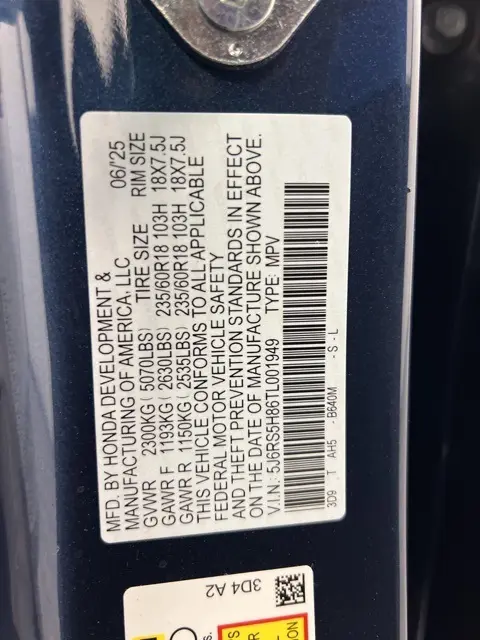 MFD. BY HONDA DEVELOPMENT &
MANUFACTURING OF AMERICA, LLC 06/'25
GVWR 2300KG ( 5070LBS) TIRE SIZE RIM SIZE
GAWR F 1193KG ( 2630LBS) 235/60R18 103H 18X7.5J
GAWR R 1150KG ( 2535LBS) 235/60R18 103H 18X7.5J
THIS VEHICLE CONFORMS TO ALL APPLICABLE
FEDERAL MOTOR VEHICLE SAFETY
AND THEFT PREVENTION STANDARDS IN EFFECT
ON THE DATE OF MANUFACTURE SHOWN ABOVE.
V.I.N.: 5J6RS5H86TL001949 TYPE: MPV
3D9 T AH5 - B640M - S - L
3D4 A2